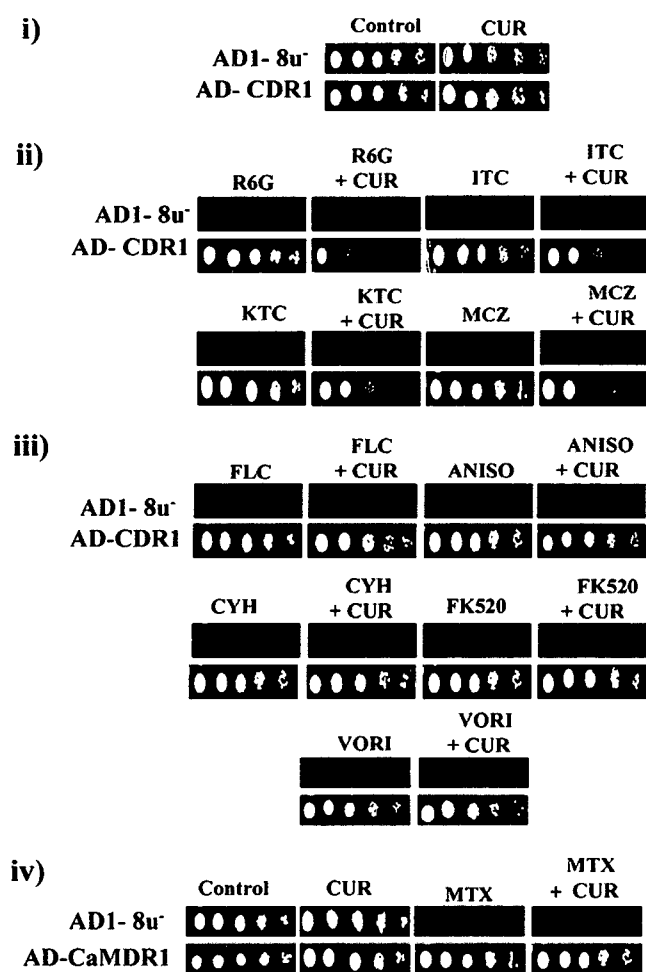 i)
Control CUR
AD1- 8u-
AD- CDR1
ii)
R6G R6G + CUR ITC ITC + CUR
AD1- 8u-
AD- CDR1
KTC KTC + CUR MCZ MCZ + CUR
iii)
FLC FLC + CUR ANISO ANISO + CUR
AD1- 8u-
AD-CDR1
CYH CYH + CUR FK520 FK520 + CUR
VORI VORI + CUR
iv)
Control CUR MTX MTX + CUR
AD1- 8u-
AD-CaMDR1